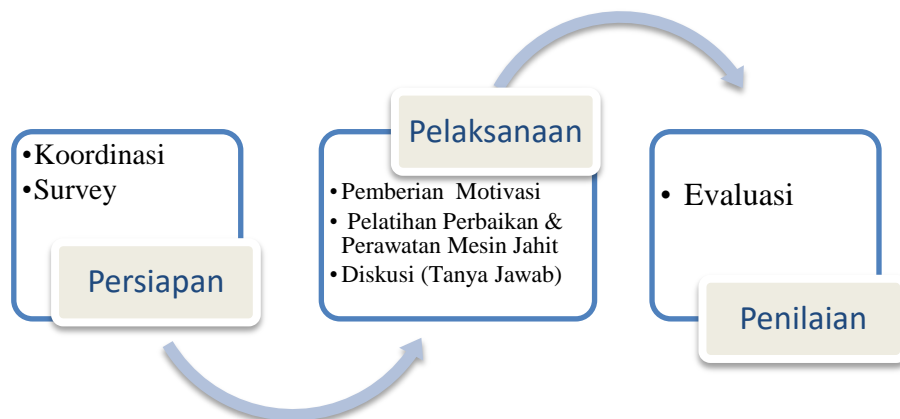 •Koordinasi
•Survey
Persiapan
Pelaksanaan
•Pemberian Motivasi
• Pelatihan Perbaikan &
Perawatan Mesin Jahit
•Diskusi (Tanya Jawab)
• Evaluasi
Penilaian